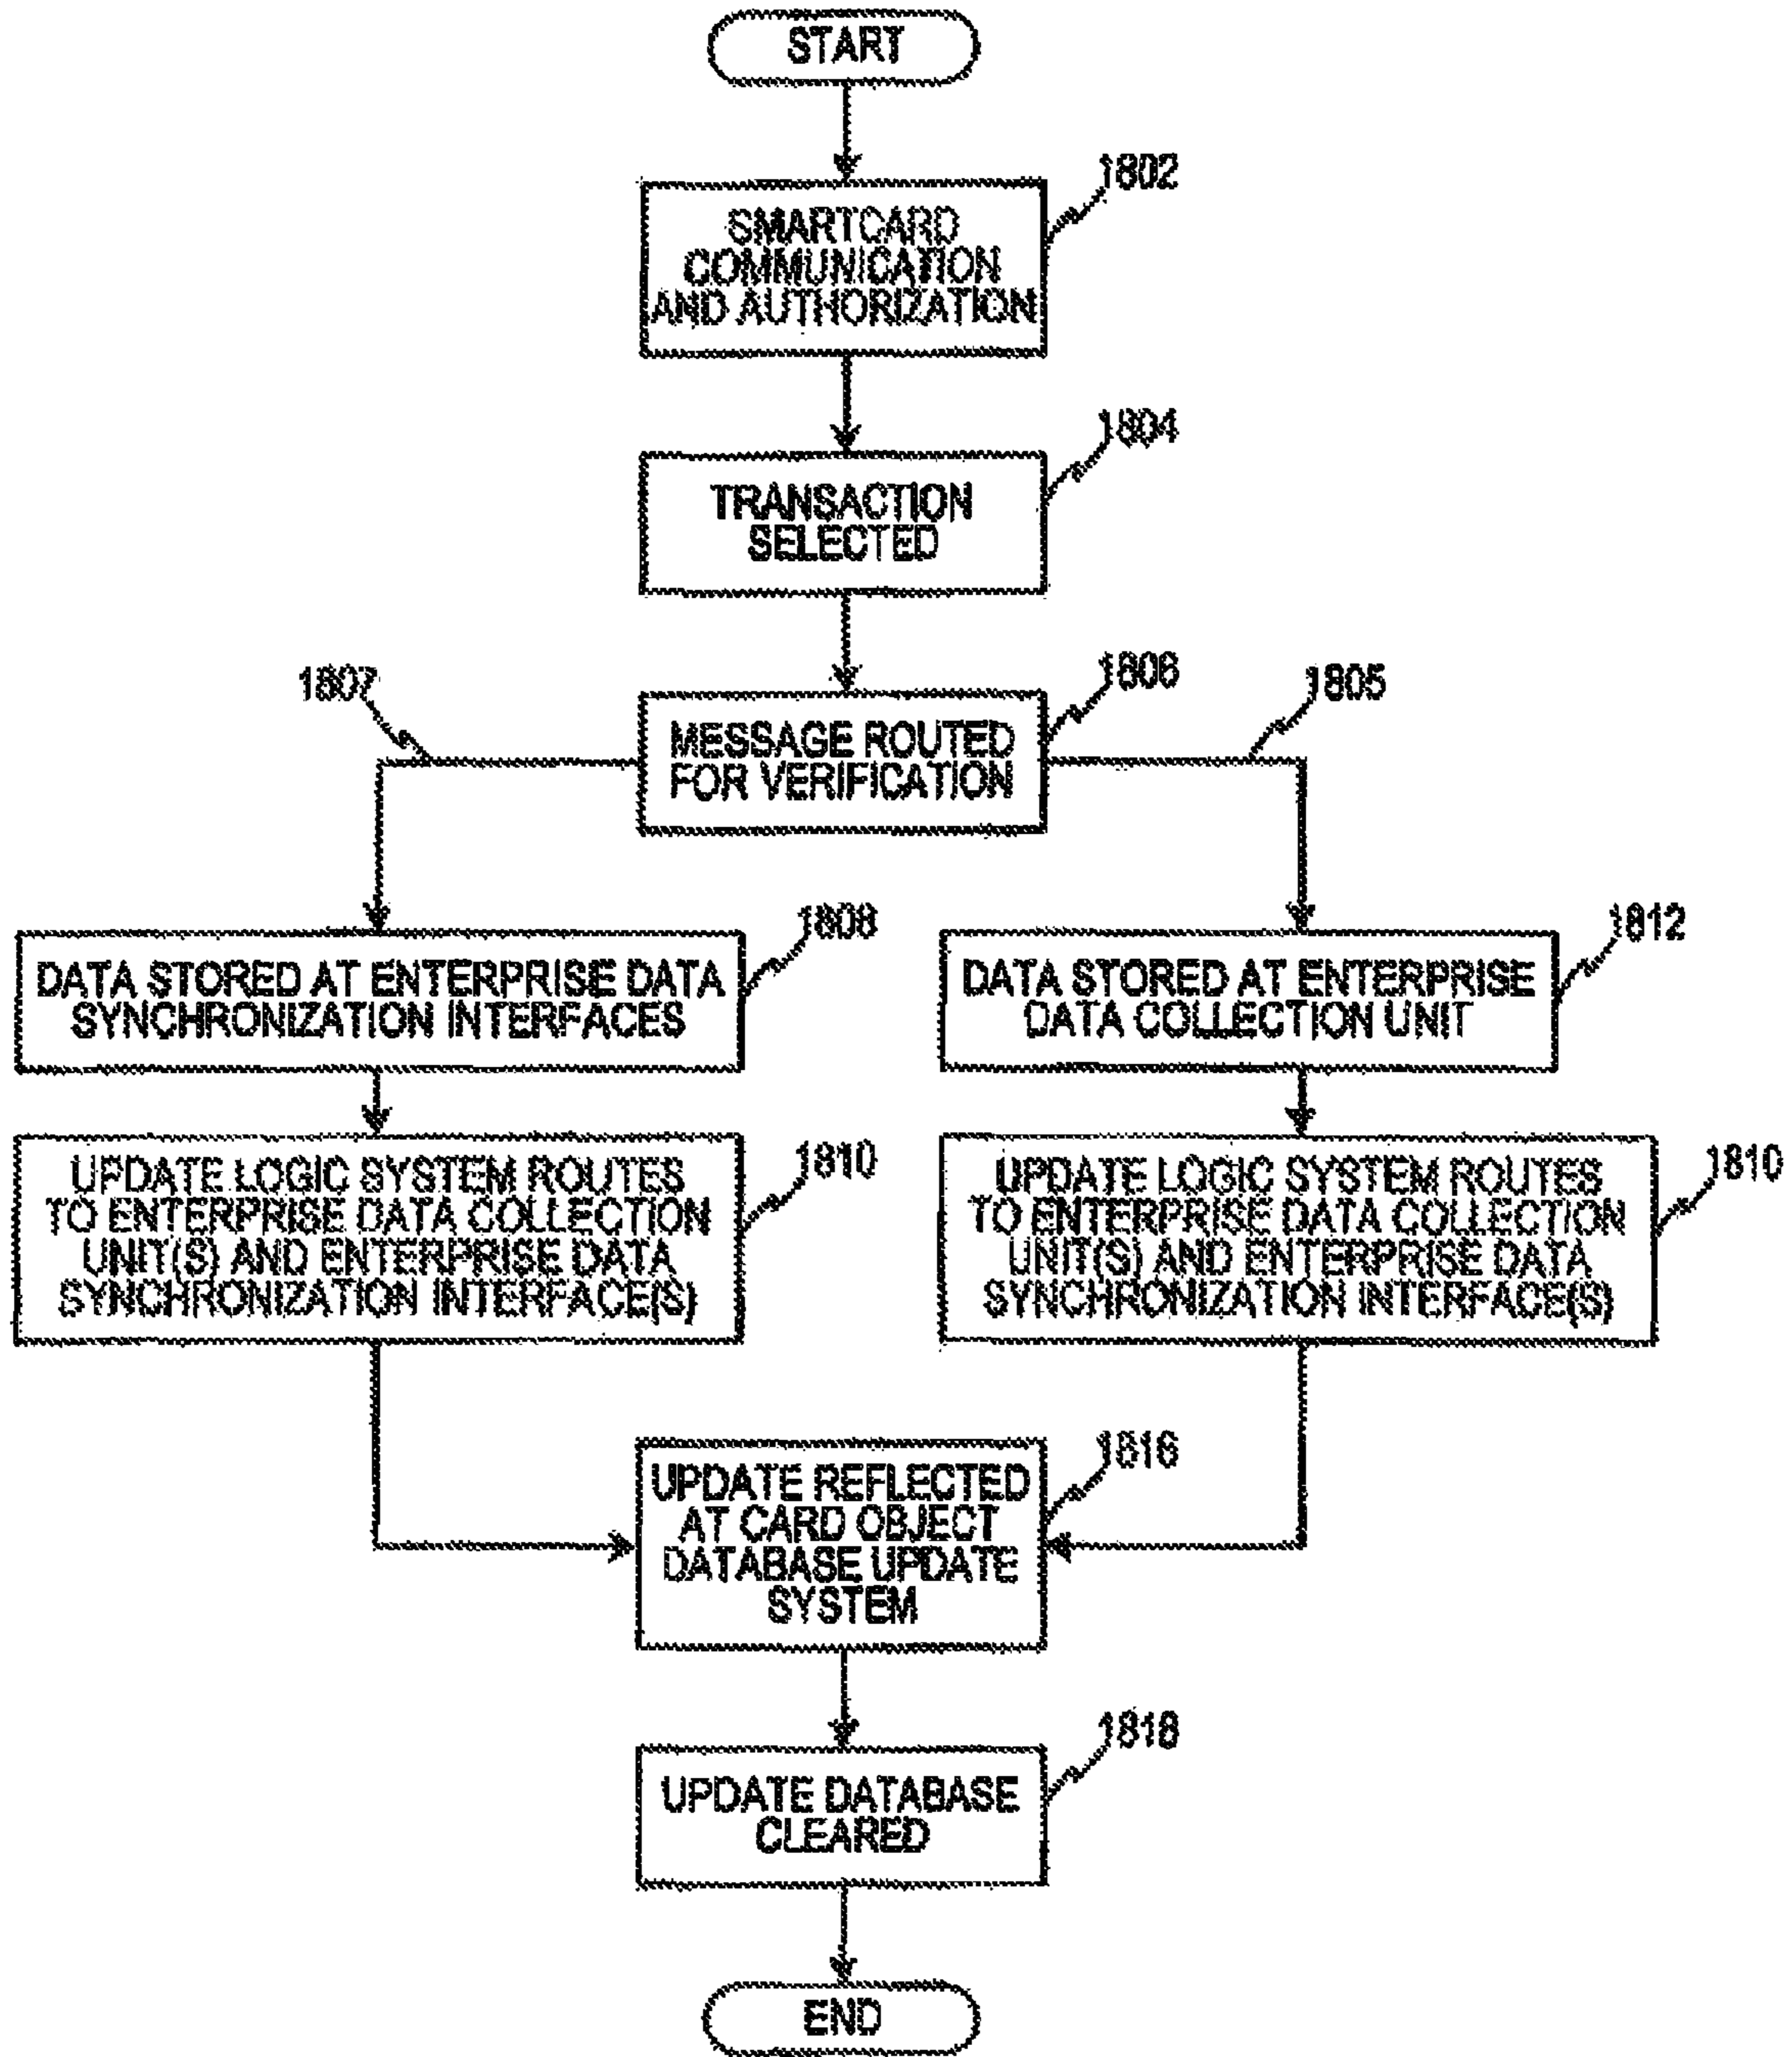 START
1802
SMARTCARD
COMMUNICATION
AND AUTHORIZATION
1804
TRANSACTION
SELECTED
1807
1806
1805
MESSAGE ROUTED
FOR VERIFICATION
1808
DATA STORED AT ENTERPRISE DATA
SYNCHRONIZATION INTERFACES
1812
DATA STORED AT ENTERPRISE
DATA COLLECTION UNIT
1810
UPDATE LOGIC SYSTEM ROUTES
TO ENTERPRISE DATA COLLECTION
UNIT(S) AND ENTERPRISE DATA
SYNCHRONIZATION INTERFACE(S)
1810
UPDATE LOGIC SYSTEM ROUTES
TO ENTERPRISE DATA COLLECTION
UNIT(S) AND ENTERPRISE DATA
SYNCHRONIZATION INTERFACE(S)
1816
UPDATE REFLECTED
AT CARD OBJECT
DATABASE UPDATE
SYSTEM
1818
UPDATE DATABASE
CLEARED
END